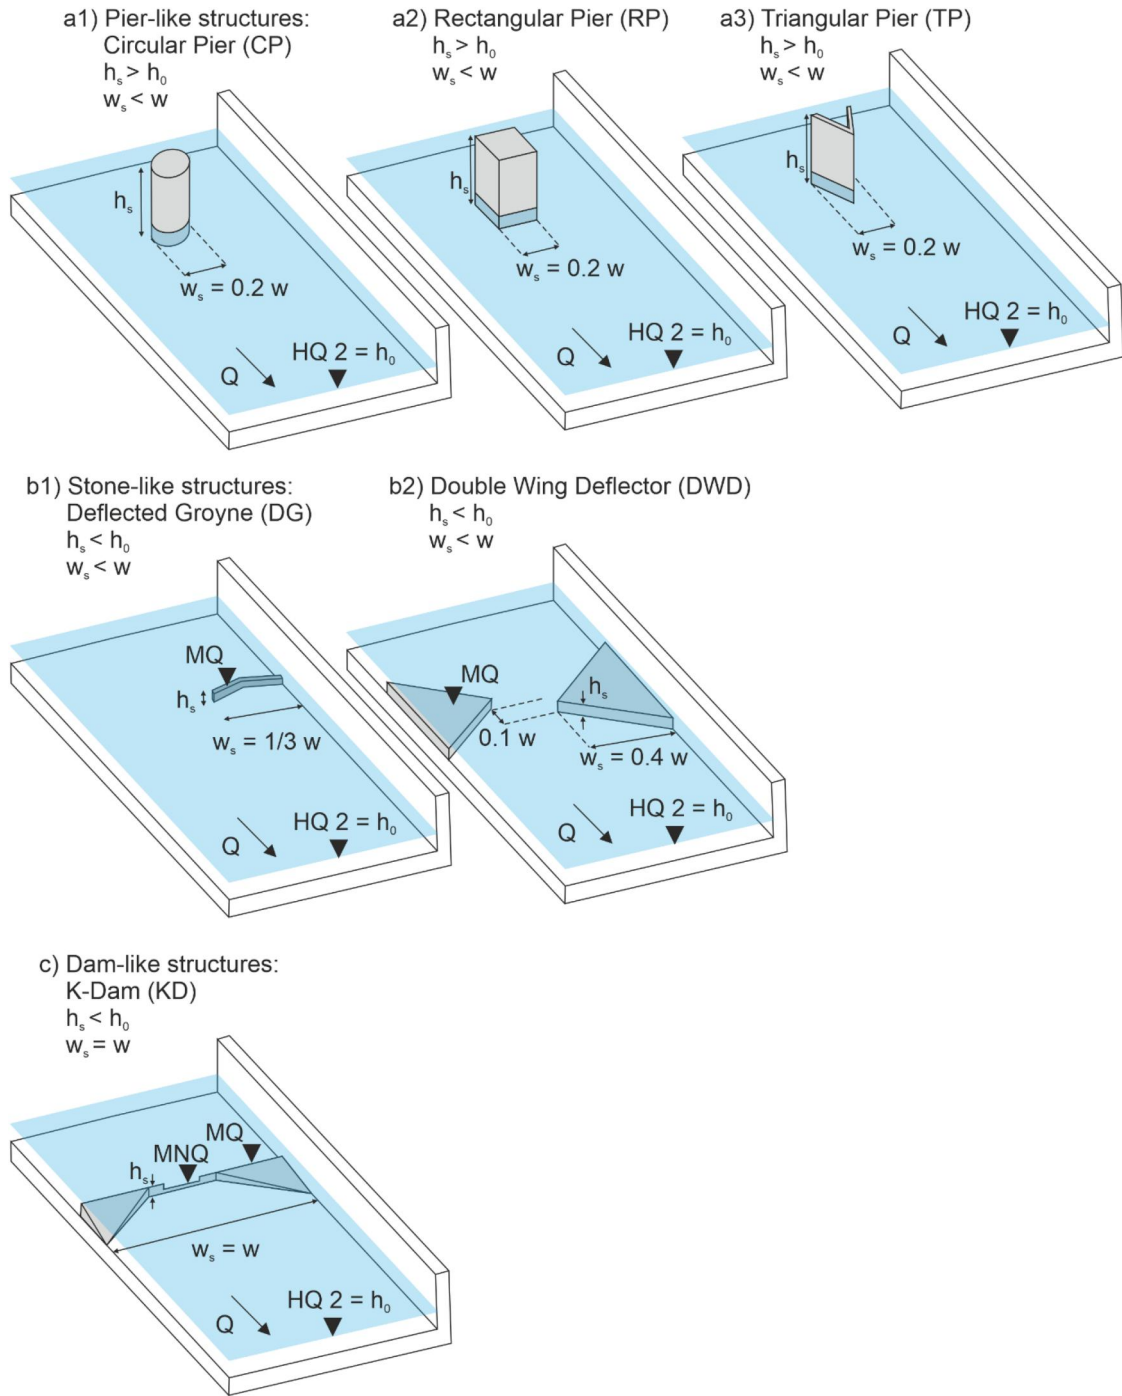 a1) Pier-like structures:
Circular Pier (CP)
hₛ > h₀
wₛ < w
hₛ
wₛ = 0.2 w
Q
HQ 2 = h₀
a2) Rectangular Pier (RP)
hₛ > h₀
wₛ < w
hₛ
wₛ = 0.2 w
Q
HQ 2 = h₀
a3) Triangular Pier (TP)
hₛ > h₀
wₛ < w
hₛ
wₛ = 0.2 w
Q
HQ 2 = h₀
b1) Stone-like structures:
Deflected Groyne (DG)
hₛ < h₀
wₛ < w
MQ
hₛ
wₛ = 1/3 w
Q
HQ 2 = h₀
b2) Double Wing Deflector (DWD)
hₛ < h₀
wₛ < w
MQ
hₛ
0.1 w
wₛ = 0.4 w
Q
HQ 2 = h₀
c) Dam-like structures:
K-Dam (KD)
hₛ < h₀
wₛ = w
MQ
MNQ
hₛ
wₛ = w
Q
HQ 2 = h₀